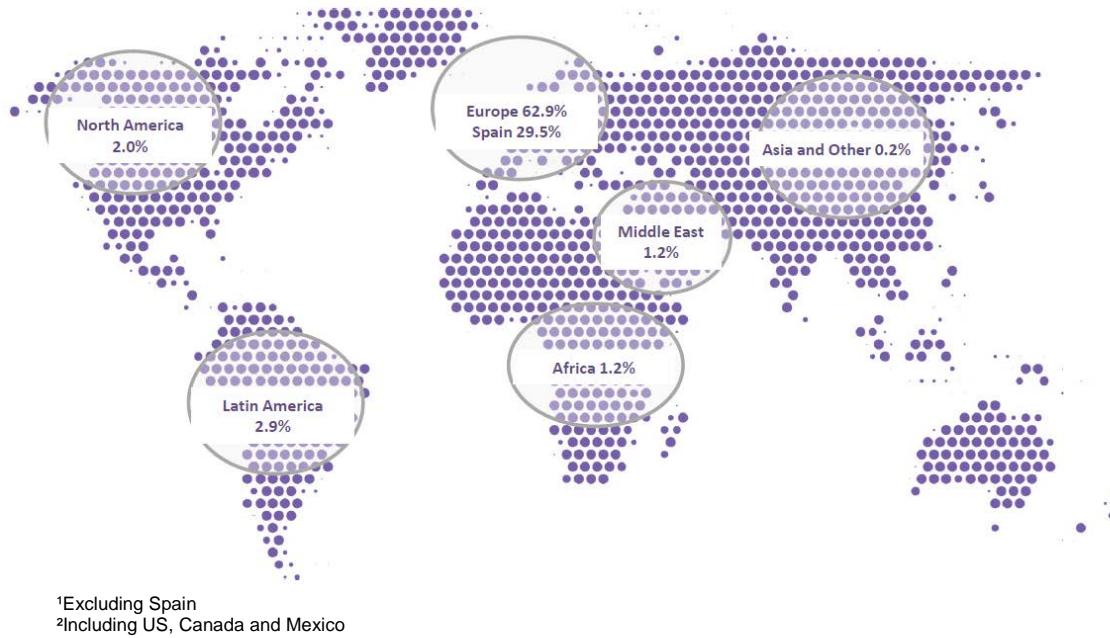 North America
2.0%
Europe 62.9%
Spain 29.5%
Asia and Other 0.2%
Middle East
1.2%
Africa 1.2%
Latin America
2.9%
¹Excluding Spain
²Including US, Canada and Mexico